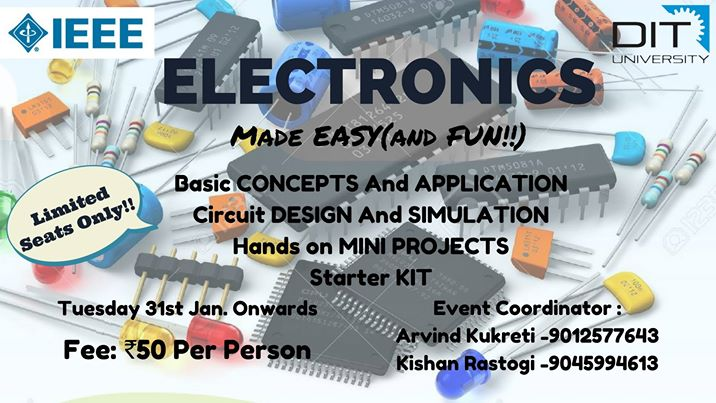 IEEE
DIT
UNIVERSITY
ELECTRONICS
MADE EASY(AND FUN!!)
Limited
Seats Only!!
Basic CONCEPTS And APPLICATION
Circuit DESIGN And SIMULATION
Hands on MINI PROJECTS
Starter KIT
Tuesday 31st Jan. Onwards
Fee: ₹50 Per Person
Event Coordinator :
Arvind Kukreti -9012577643
Kishan Rastogi -9045994613
DTM5081A